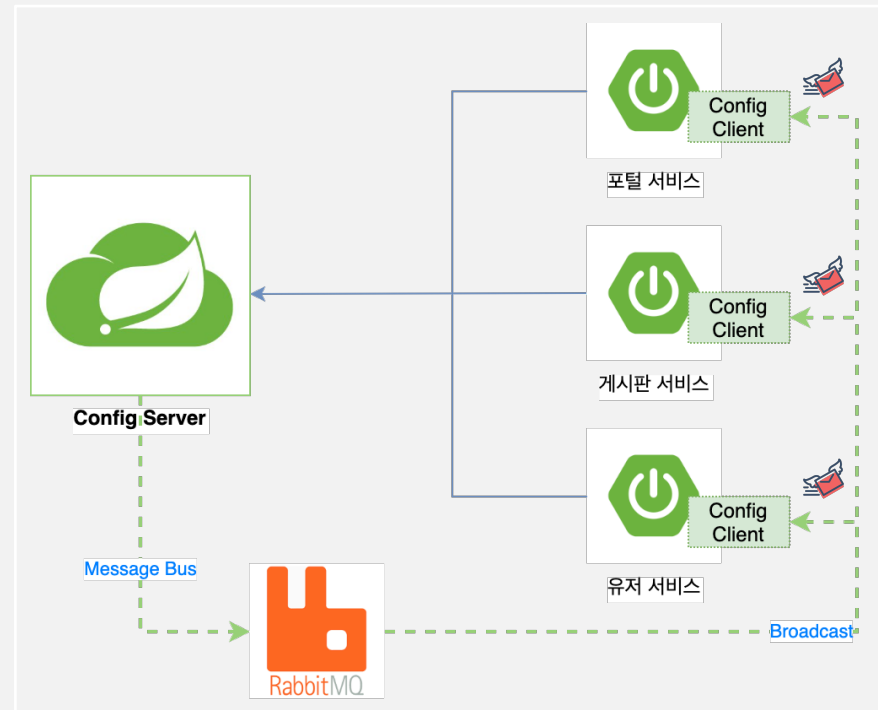 Config
Client
포털 서비스
Config
Client
게시판 서비스
Config Server
Config
Client
유저 서비스
Message Bus
Broadcast
RabbitMQ